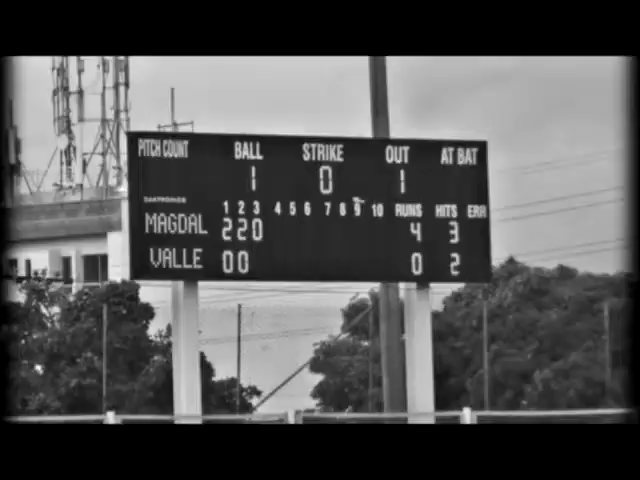 PITCH COUNT BALL STRIKE OUT AT BAT
1 0 1
DAKTRONICS 1 2 3 4 5 6 7 8 9 10 RUNS HITS ERR
MAGDAL 2 2 0 4 3
VALLE 0 0 0 2